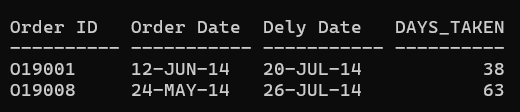 Order ID   Order Date  Dely Date   DAYS_TAKEN
---------- ----------- ----------- ----------
O19001     12-JUN-14   20-JUL-14           38
O19008     24-MAY-14   26-JUL-14           63